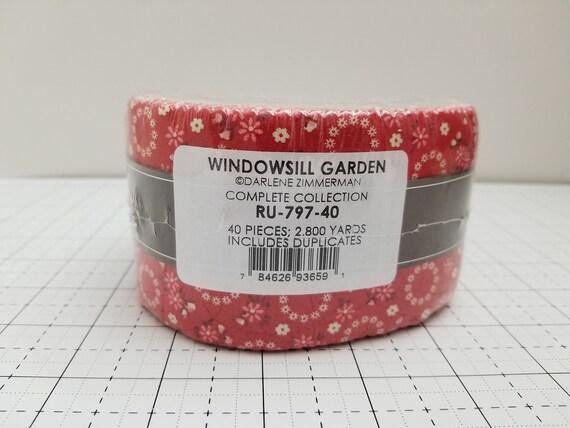 WINDOWSILL GARDEN
©DARLENE ZIMMERMAN
COMPLETE COLLECTION
RU-797-40
40 PIECES; 2.800 YARDS
INCLUDES DUPLICATES
7 84626 93659 1